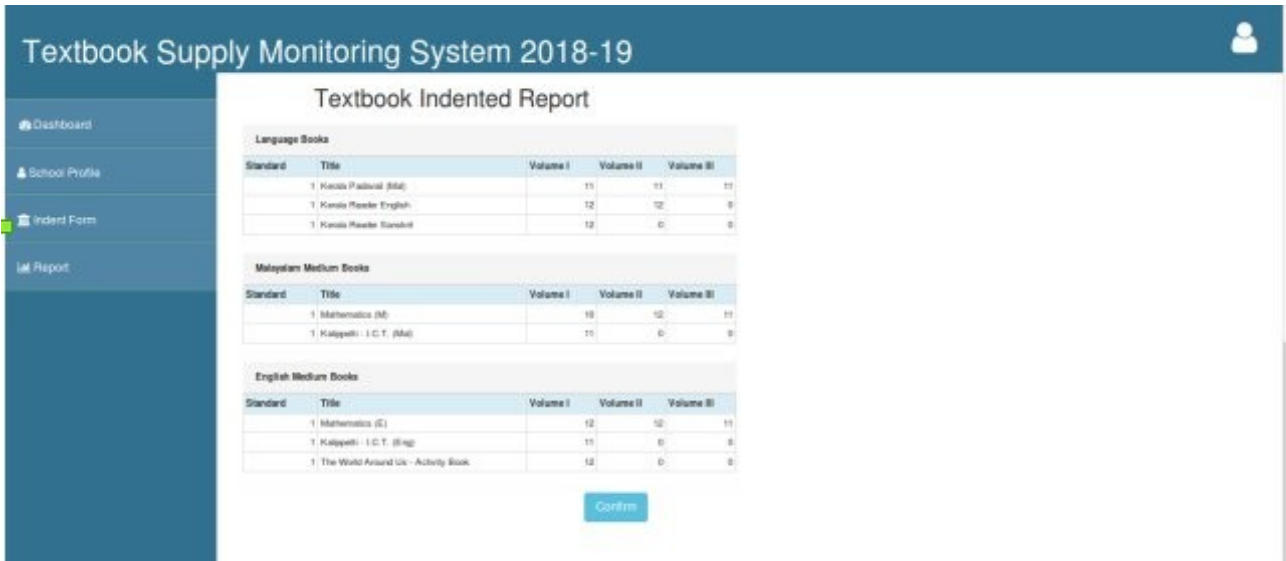 Textbook Supply Monitoring System 2018-19
Dashboard
School Profile
Indent Form
Report
Textbook Indented Report
Language Books
Standard Title Volume I Volume II Volume III
1 Kerala Padavali (Mal) 11 11 11
1 Kerala Reader English 12 12 0
1 Kerala Reader Sanskrit 12 0 0
Malayalam Medium Books
Standard Title Volume I Volume II Volume III
1 Mathematics (M) 12 11
1 Kalippetti - I.C.T. (Mal) 11 0 0
English Medium Books
Standard Title Volume I Volume II Volume III
1 Mathematics (E) 12 12 11
1 Kalippetti - I.C.T. (Eng) 11 0 0
1 The World Around Us - Activity Book 12 0 0
Confirm